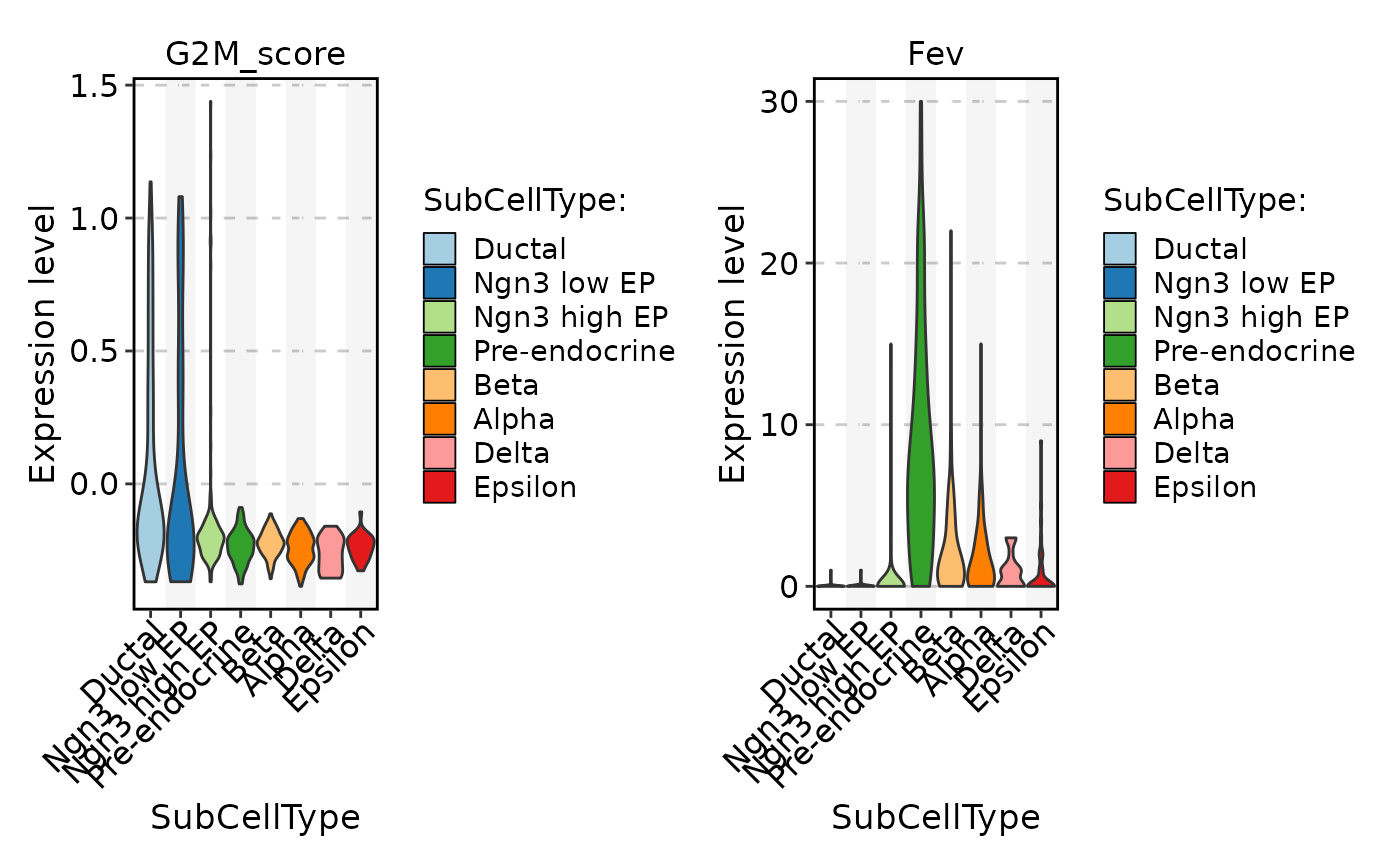 G2M_score
1.5
1.0
0.5
0.0
Expression level
Ductal
Ngn3 low EP
Ngn3 high EP
Pre-endocrine
Beta
Alpha
Delta
Epsilon
SubCellType
SubCellType:
Ductal
Ngn3 low EP
Ngn3 high EP
Pre-endocrine
Beta
Alpha
Delta
Epsilon
Fev
30
20
10
0
Expression level
Ductal
Ngn3 low EP
Ngn3 high EP
Pre-endocrine
Beta
Alpha
Delta
Epsilon
SubCellType
SubCellType:
Ductal
Ngn3 low EP
Ngn3 high EP
Pre-endocrine
Beta
Alpha
Delta
Epsilon